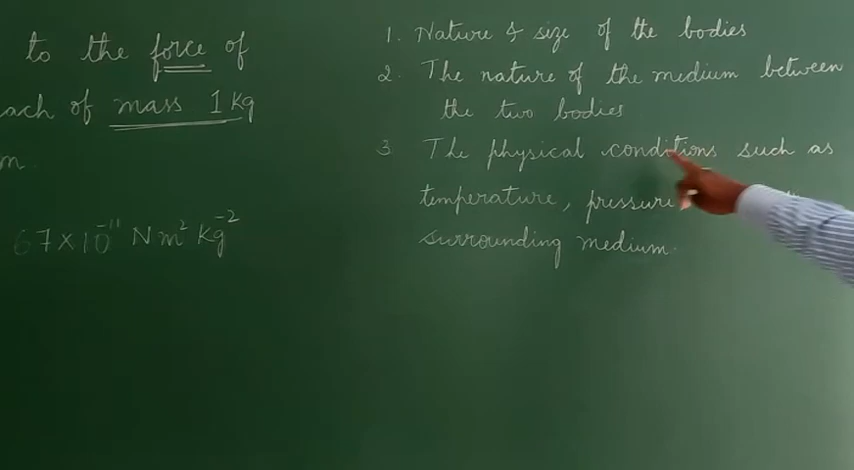 to the force of
ach of mass 1 kg
m
67×10⁻¹¹ Nm² Kg⁻²
1. Nature & size of the bodies
2. The nature of the medium between
the two bodies
3 The physical conditions such as
temperature, pressure
surrounding medium.